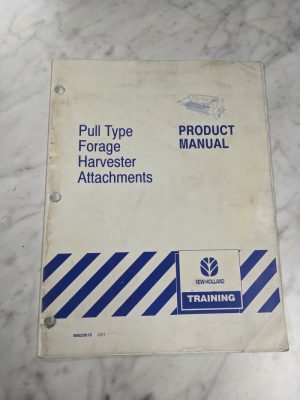 Pull Type
Forage
Harvester
Attachments
PRODUCT
MANUAL
NEW HOLLAND
TRAINING